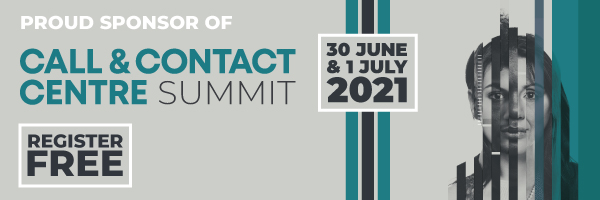 PROUD SPONSOR OF
CALL & CONTACT
CENTRE SUMMIT
30 JUNE
& 1 JULY
2021
REGISTER
FREE